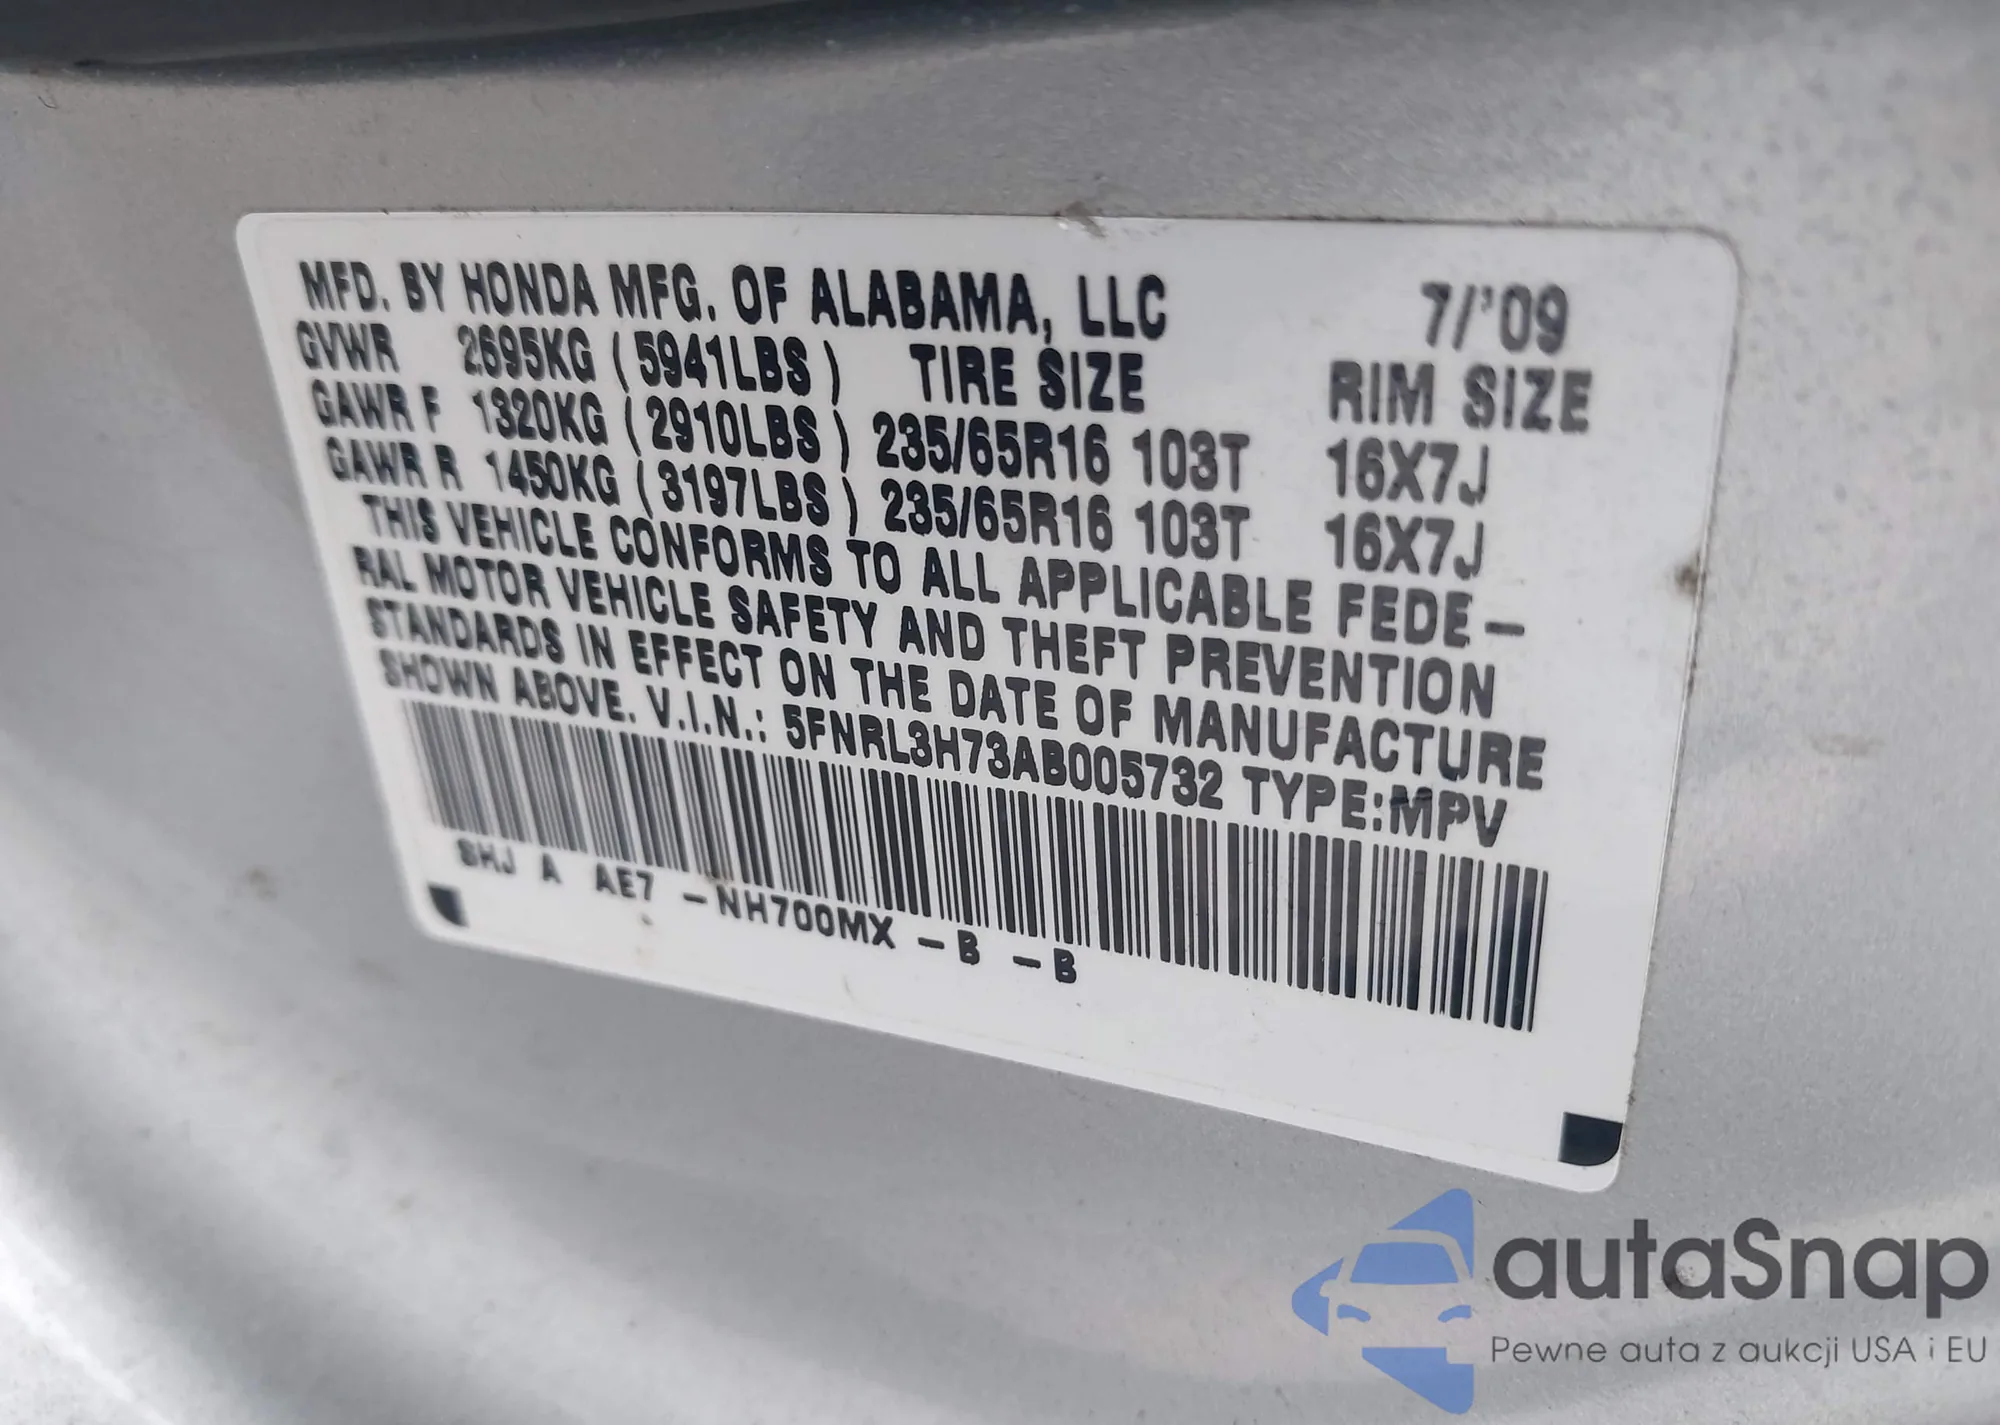 MFD. BY HONDA MFG. OF ALABAMA, LLC 7/'09
GVWR 2695KG ( 5941LBS ) TIRE SIZE RIM SIZE
GAWR F 1320KG ( 2910LBS ) 235/65R16 103T 16X7J
GAWR R 1450KG ( 3197LBS ) 235/65R16 103T 16X7J
THIS VEHICLE CONFORMS TO ALL APPLICABLE FEDE-
RAL MOTOR VEHICLE SAFETY AND THEFT PREVENTION
STANDARDS IN EFFECT ON THE DATE OF MANUFACTURE
SHOWN ABOVE. V.I.N.: 5FNRL3H73AB005732 TYPE:MPV
SHJ A AE7 -NH700MX -B -B
autaSnap
Pewne auta z aukcji USA i EU